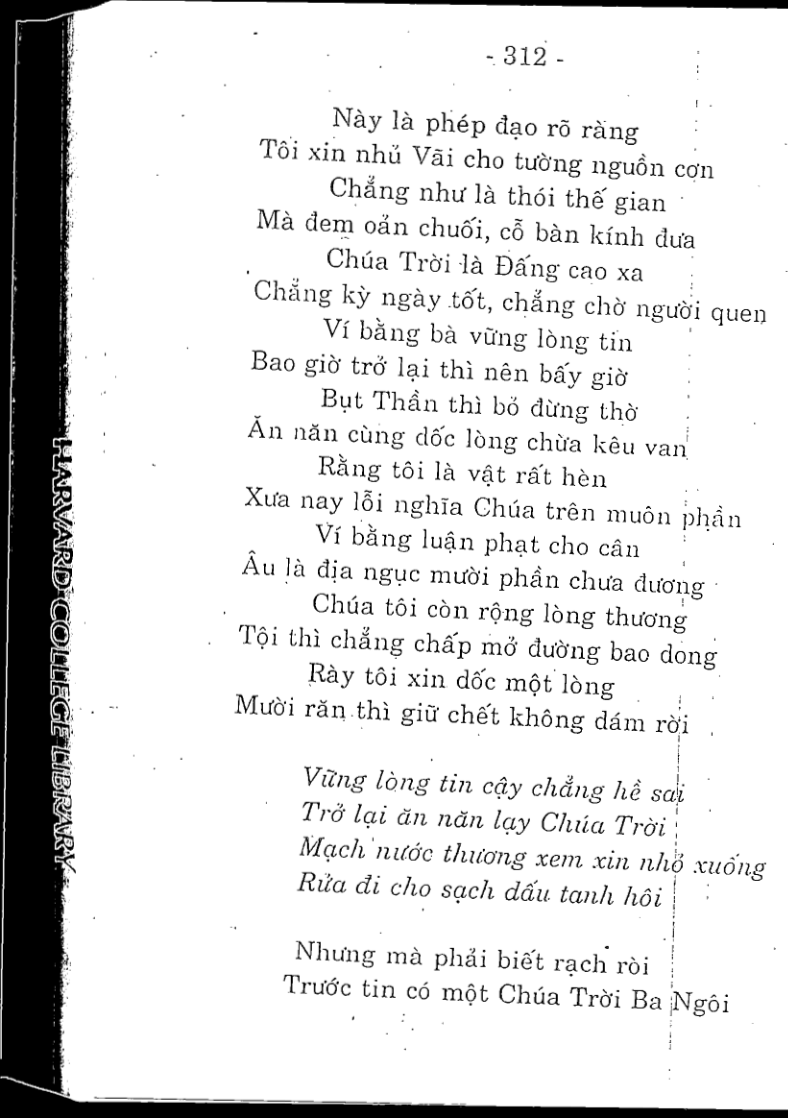 - 312 -
Này là phép đạo rõ ràng
Tôi xin nhủ Vãi cho tường nguồn cơn
Chẳng như là thói thế gian
Mà đem oản chuối, cỗ bàn kính đưa
Chúa Trời là Đấng cao xa
Chẳng kỳ ngày tốt, chẳng chờ người quen
Ví bằng bà vững lòng tin
Bao giờ trở lại thì nên bấy giờ
Bụt Thần thì bỏ đừng thờ
Ăn năn cùng dốc lòng chừa kêu van
Rằng tôi là vật rất hèn
Xưa nay lỗi nghĩa Chúa trên muôn phần
Ví bằng luận phạt cho cân
Âu là địa ngục mười phần chưa đương
Chúa tôi còn rộng lòng thương
Tội thì chẳng chấp mở đường bao dong
Rày tôi xin dốc một lòng
Mười răn thì giữ chết không dám rời
Vững lòng tin cậy chẳng hề sai
Trở lại ăn năn lạy Chúa Trời
Mạch nước thương xem xin nhỏ xuống
Rửa đi cho sạch dấu tanh hôi
Nhưng mà phải biết rạch ròi
Trước tin có một Chúa Trời Ba Ngôi
HARVARD COLLEGE LIBRARY